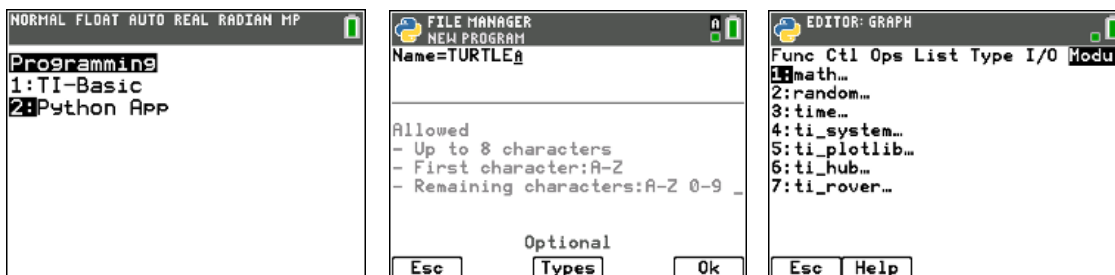 NORMAL FLOAT AUTO REAL RADIAN MP
Programming
1:TI-Basic
2:Python App
FILE MANAGER
NEW PROGRAM
A
Name=TURTLEA
Allowed
- Up to 8 characters
- First character:A-Z
- Remaining characters:A-Z 0-9 _
Optional
Esc Types Ok
EDITOR: GRAPH
Func Ctl Ops List Type I/O Modu
1:math…
2:random…
3:time…
4:ti_system…
5:ti_plotlib…
6:ti_hub…
7:ti_rover…
Esc Help